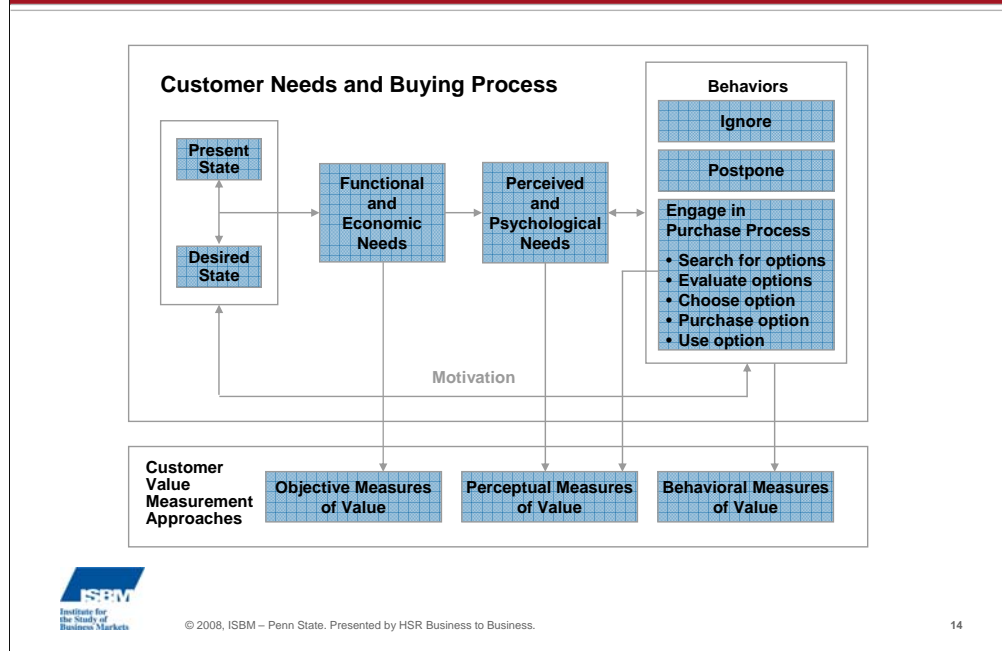 Customer Needs and Buying Process
Present
State
Desired
State
Functional
and
Economic
Needs
Perceived
and
Psychological
Needs
Behaviors
Ignore
Postpone
Engage in
Purchase Process
• Search for options
• Evaluate options
• Choose option
• Purchase option
• Use option
Motivation
Customer
Value
Measurement
Approaches
Objective Measures
of Value
Perceptual Measures
of Value
Behavioral Measures
of Value
ISBM
Institute for
the Study of
Business Markets
© 2008, ISBM – Penn State. Presented by HSR Business to Business.
14